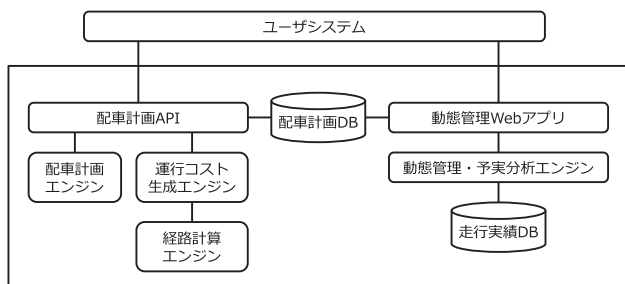 ユーザシステム
配車計画API
配車計画DB
動態管理Webアプリ
配車計画
エンジン
運行コスト
生成エンジン
動態管理・予実分析エンジン
経路計算
エンジン
走行実績DB